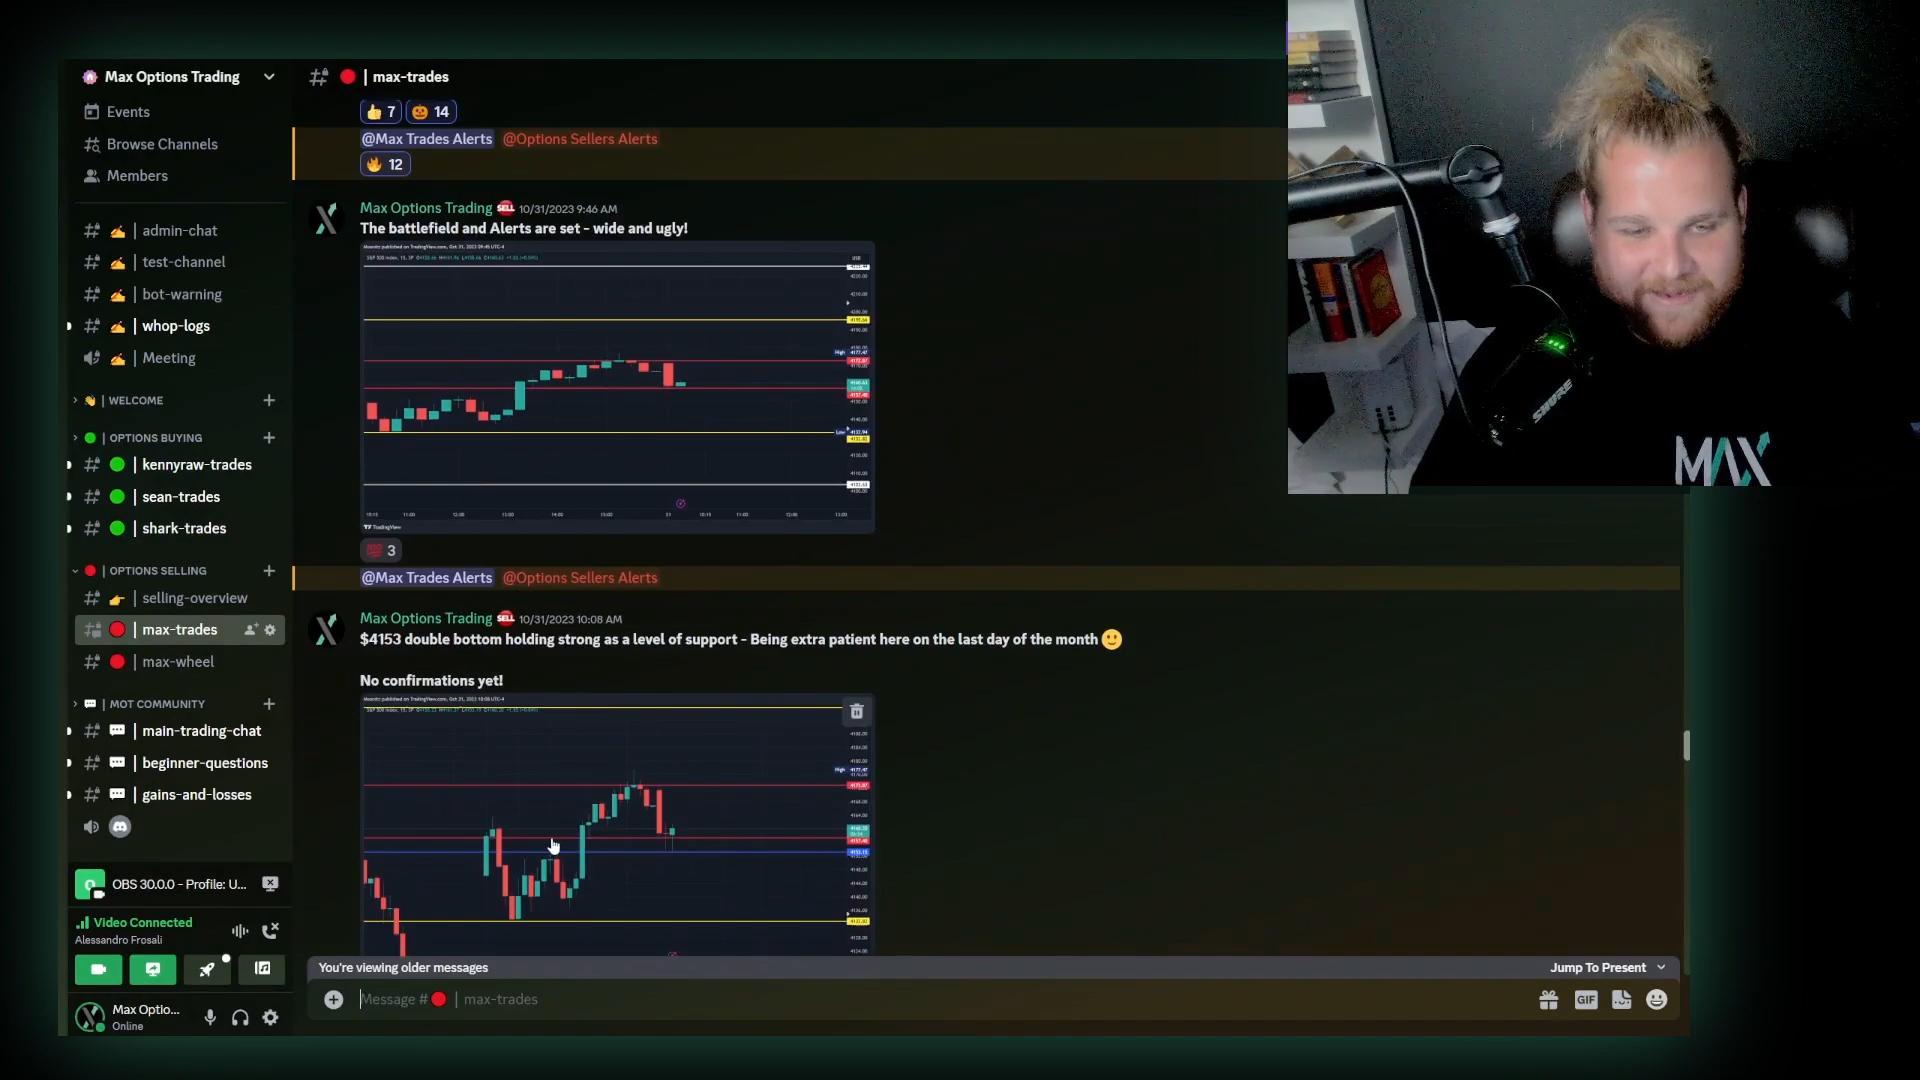 Max Options Trading
Events
Browse Channels
Members
| admin-chat
| test-channel
| bot-warning
| whop-logs
| Meeting
| WELCOME
| OPTIONS BUYING
| kennyraw-trades
| sean-trades
| shark-trades
| OPTIONS SELLING
| selling-overview
| max-trades
| max-wheel
| MOT COMMUNITY
| main-trading-chat
| beginner-questions
| gains-and-losses
OBS 30.0.0 - Profile: U...
Video Connected
Alessandro Frosali
Max Optio...
Online
| max-trades
7
14
@Max Trades Alerts @Options Sellers Alerts
12
Max Options Trading SELL 10/31/2023 9:46 AM
The battlefield and Alerts are set - wide and ugly!
TradingView
3
@Max Trades Alerts @Options Sellers Alerts
Max Options Trading SELL 10/31/2023 10:08 AM
$4153 double bottom holding strong as a level of support - Being extra patient here on the last day of the month
No confirmations yet!
You're viewing older messages
Jump To Present
Message # | max-trades
GIF
SHURE
MAX